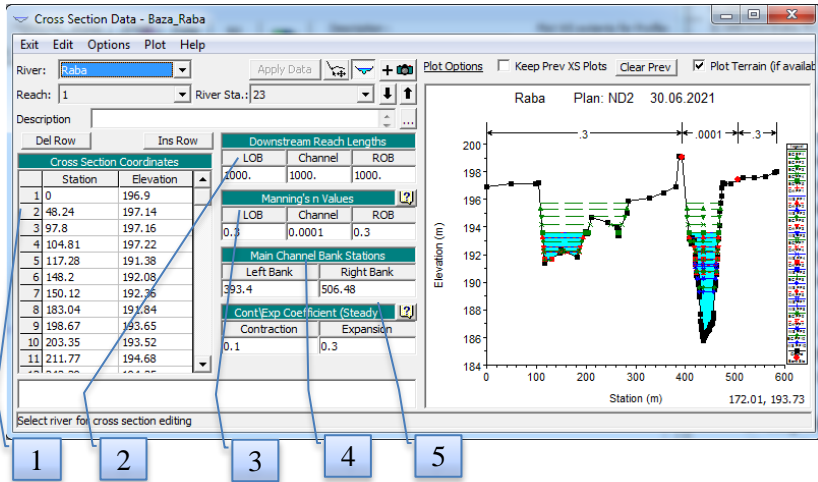 Cross Section Data - Baza_Raba
Exit Edit Options Plot Help
River: Raba Apply Data
Reach: 1 River Sta.: 23
Description ...
Del Row Ins Row
Cross Section Coordinates
Station Elevation
1 0 196.9
2 48.24 197.14
3 97.8 197.16
4 104.81 197.22
5 117.28 191.38
6 148.2 192.08
7 150.12 192.36
8 183.04 191.84
9 198.67 193.65
10 203.35 193.52
11 211.77 194.68
Downstream Reach Lengths
LOB Channel ROB
1000. 1000. 1000.
Manning's n Values ?
LOB Channel ROB
0.3 0.0001 0.3
Main Channel Bank Stations
Left Bank Right Bank
393.4 506.48
Cont\Exp Coefficient (Steady ?
Contraction Expansion
0.1 0.3
Select river for cross section editing
Plot Options Keep Prev XS Plots Clear Prev Plot Terrain (if availab
Raba Plan: ND2 30.06.2021
.3 .0001 .3
200
198
196
194
192
190
188
186
184
Elevation (m)
0 100 200 300 400 500 600
Station (m)
172.01, 193.73
1 2 3 4 5